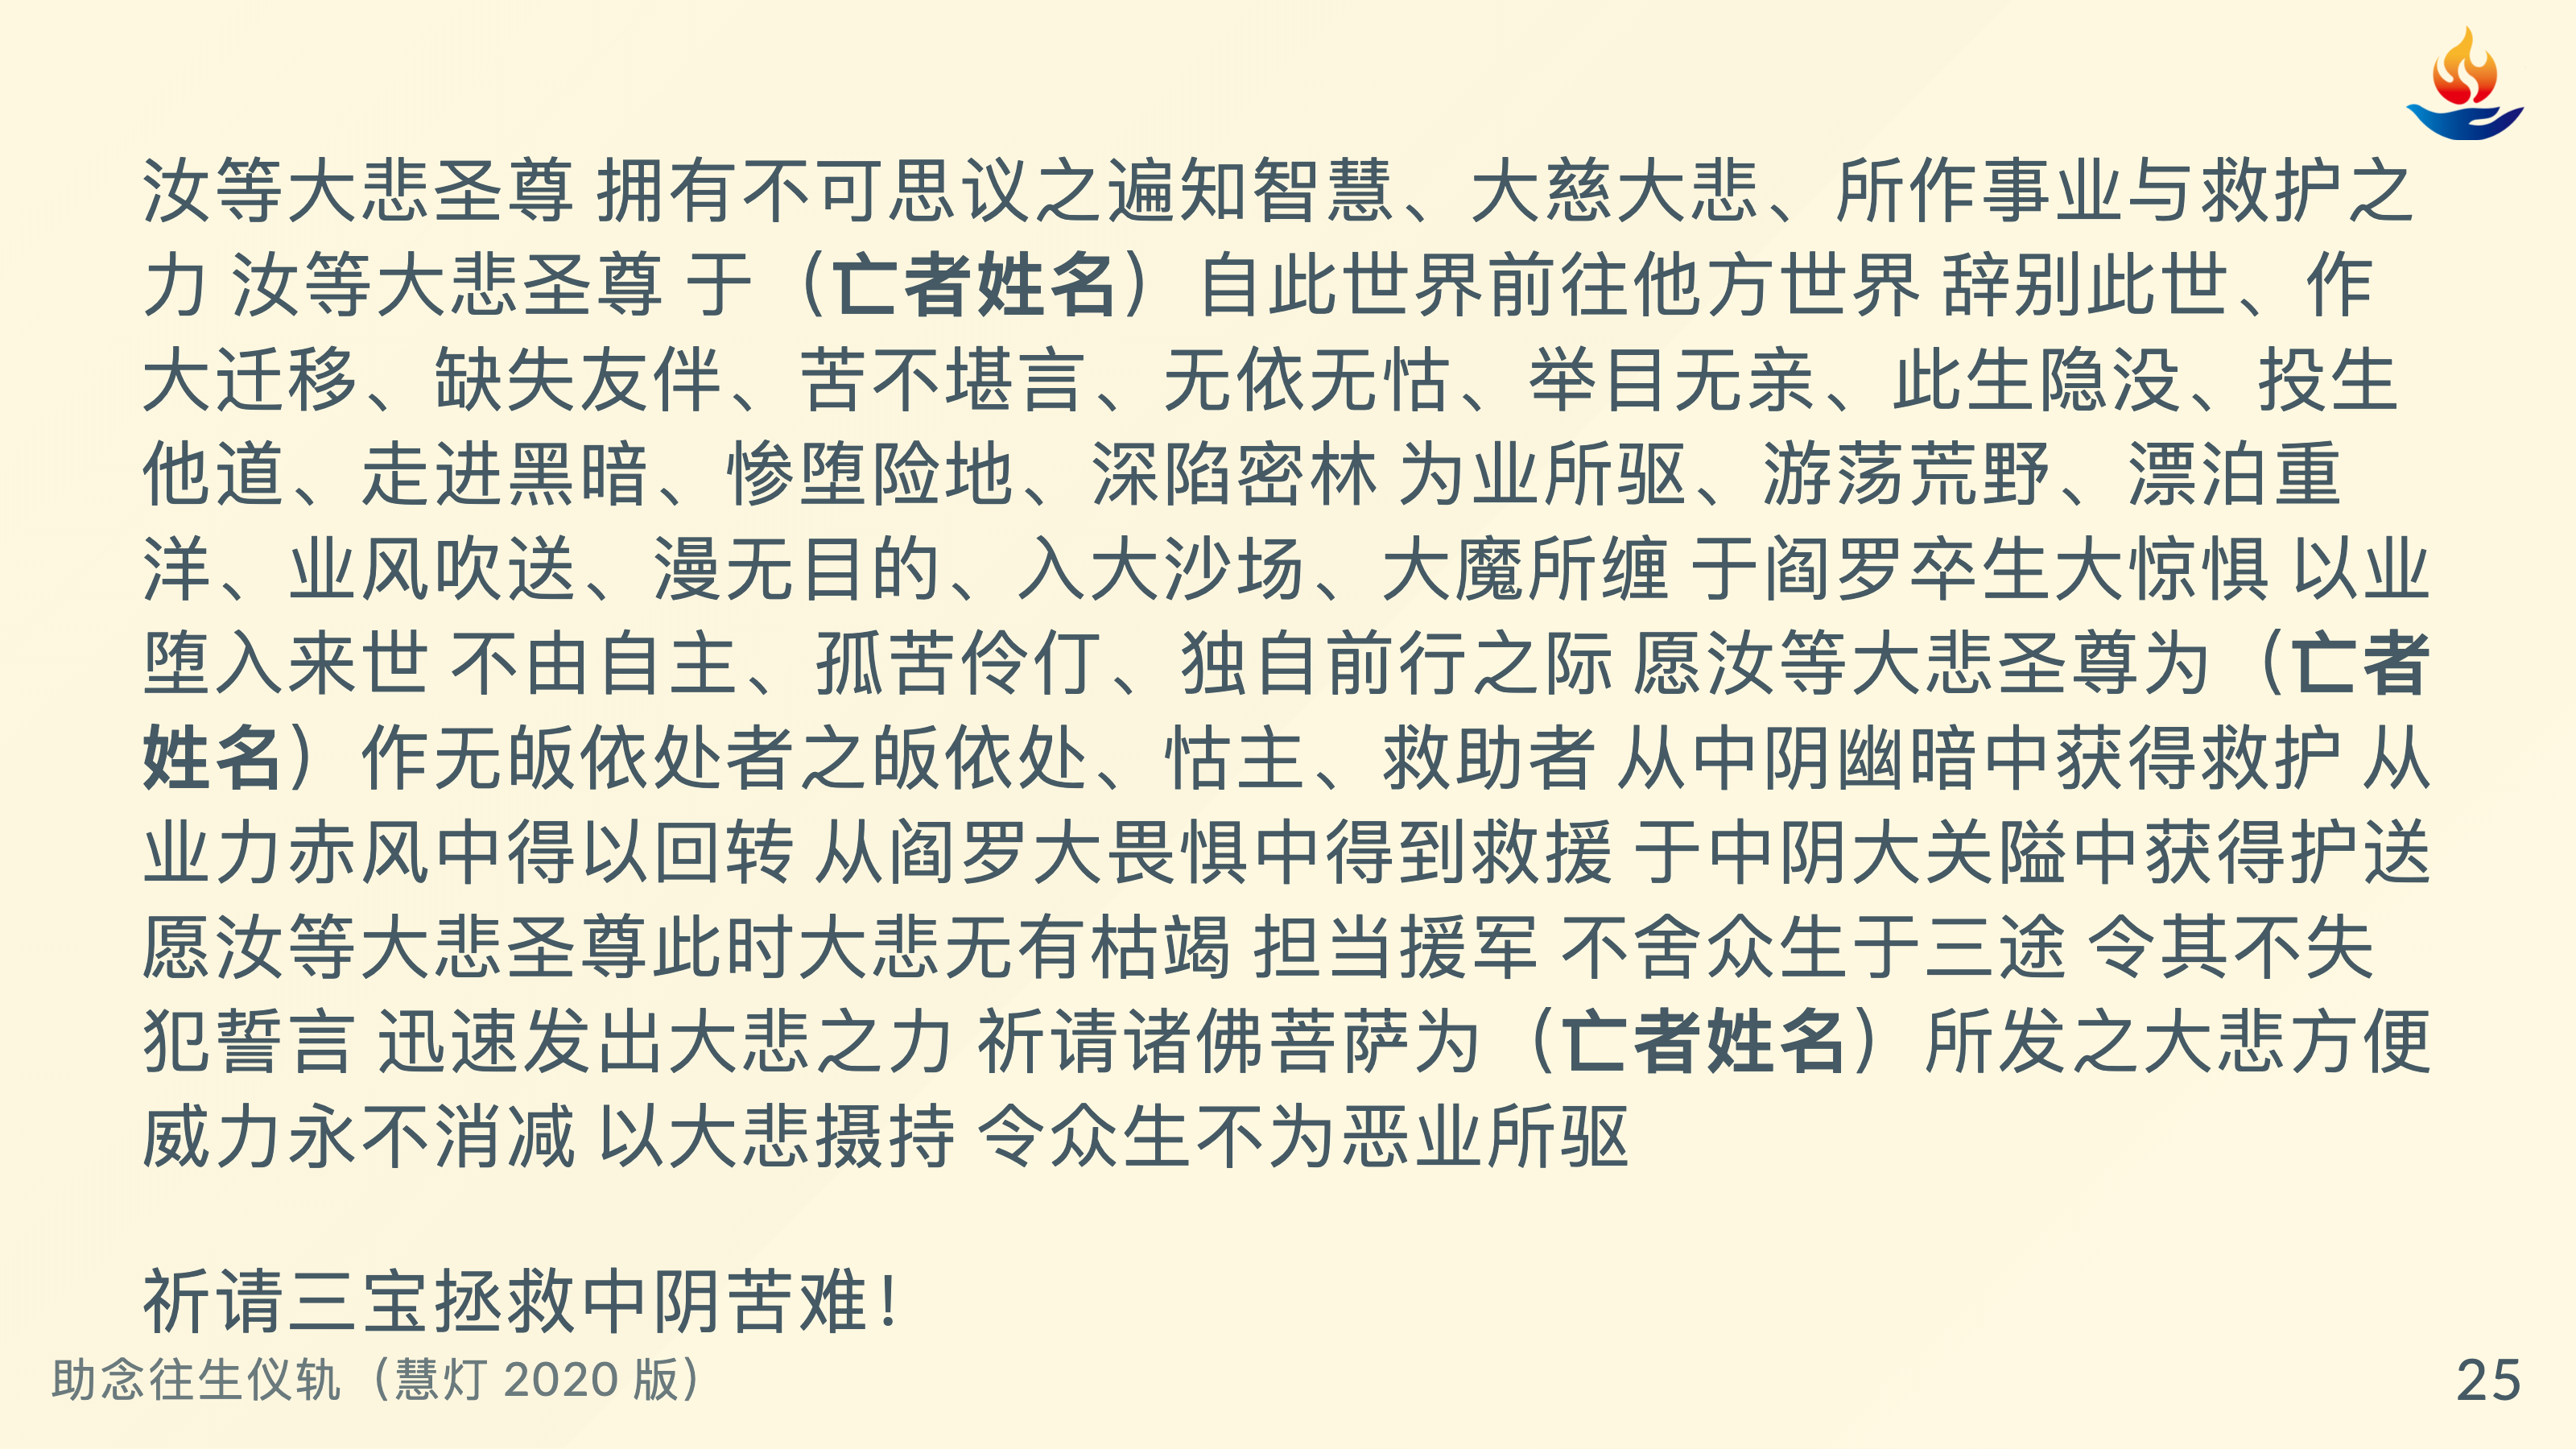 汝等大悲圣尊 拥有不可思议之遍知智慧、大慈大悲、所作事业与救护之
力 汝等大悲圣尊 于（亡者姓名）自此世界前往他方世界 辞别此世、作
大迁移、缺失友伴、苦不堪言、无依无怙、举目无亲、此生隐没、投生
他道、走进黑暗、惨堕险地、深陷密林 为业所驱、游荡荒野、漂泊重
洋、业风吹送、漫无目的、入大沙场、大魔所缠 于阎罗卒生大惊惧 以业
堕入来世 不由自主、孤苦伶仃、独自前行之际 愿汝等大悲圣尊为（亡者
姓名）作无皈依处者之皈依处、怙主、救助者 从中阴幽暗中获得救护 从
业力赤风中得以回转 从阎罗大畏惧中得到救援 于中阴大关隘中获得护送
愿汝等大悲圣尊此时大悲无有枯竭 担当援军 不舍众生于三途 令其不失
犯誓言 迅速发出大悲之力 祈请诸佛菩萨为（亡者姓名）所发之大悲方便
威力永不消减 以大悲摄持 令众生不为恶业所驱
祈请三宝拯救中阴苦难！
助念往生仪轨（慧灯 2020 版）
25